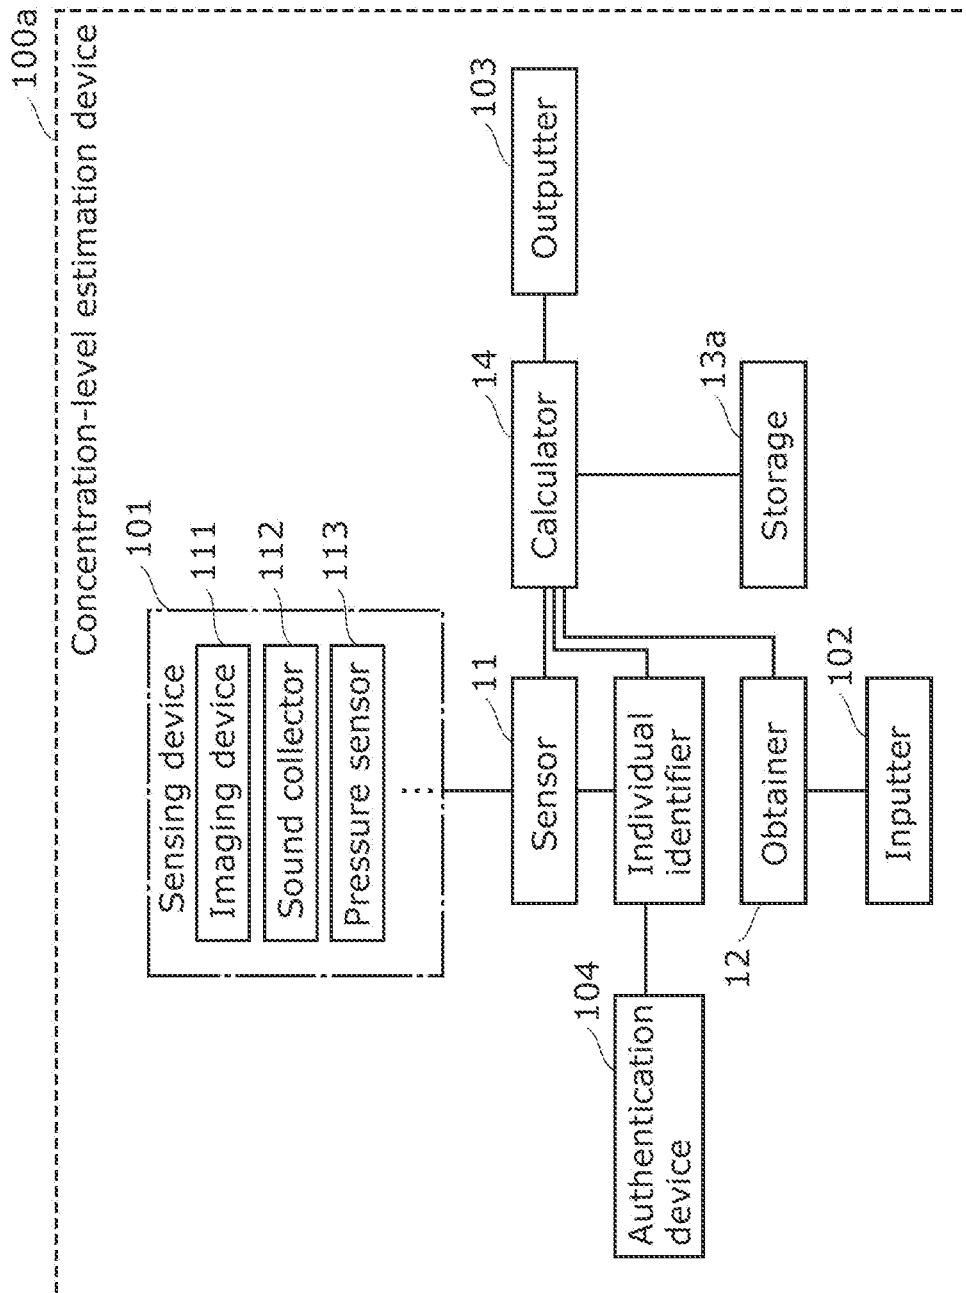 100a
Concentration-level estimation device
101
Sensing device
111
Imaging device
112
Sound collector
113
Pressure sensor
11
Sensor
14
Calculator
103
Outputter
104
Authentication
device
Individual
identifier
12
Obtainer
13a
Storage
102
Inputter